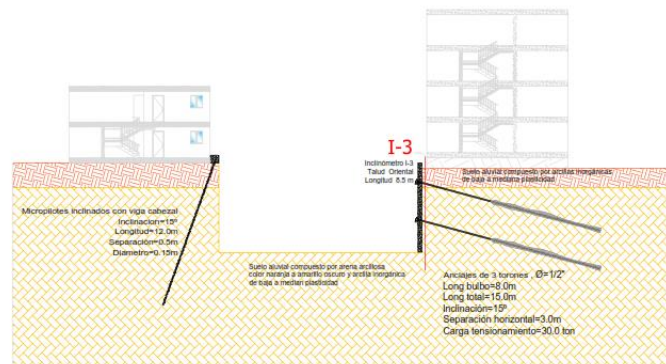 I-3
Inclinómetro I-3
Talud Oriental
Longitud 8.5 m
Suelo aluvial compuesto por arcillas inorgánicas
de baja a mediana plasticidad
Micropilotes inclinados con viga cabezal
Inclinacion=15º
Longitud=12.0m
Separación=0.5m
Diametro=0.15m
Suelo aluvial compuesto por arena arcillosa
color naranja a amarillo oscuro y arcilla inorgánica
de baja a median plasticidad
Anclajes de 3 torones , Ø=1/2"
Long bulbo=8.0m
Long total=15.0m
Inclinación=15º
Separación horizontal=3.0m
Carga tensionamiento=30.0 ton